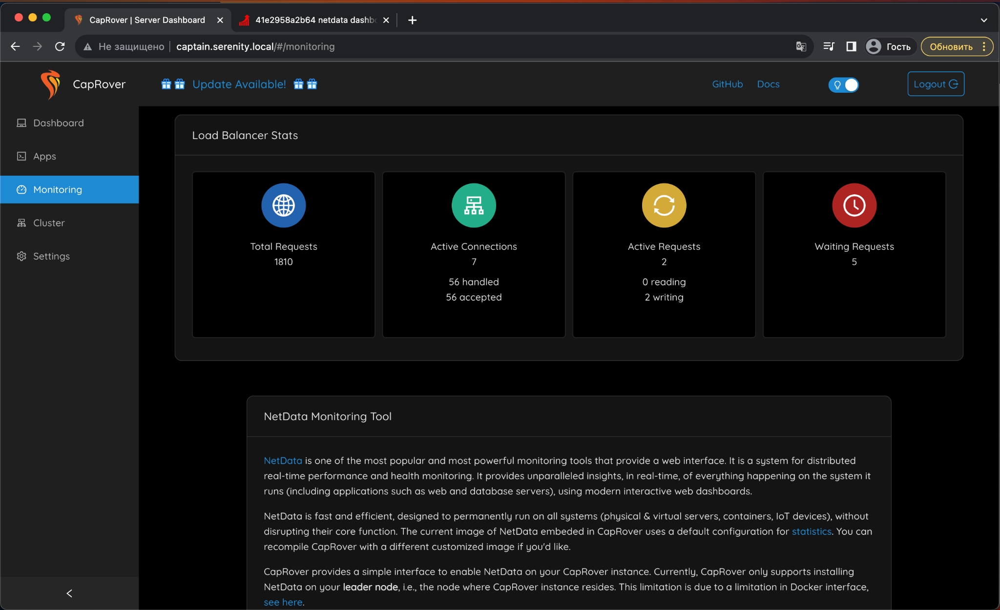 CapRover | Server Dashboard
41e2958a2b64 netdata dashbo
Не защищено
captain.serenity.local/#/monitoring
Гость
Обновить
CapRover
Update Available!
GitHub
Docs
Logout
Dashboard
Apps
Monitoring
Cluster
Settings
Load Balancer Stats
Total Requests
1810
Active Connections
7
56 handled
56 accepted
Active Requests
2
0 reading
2 writing
Waiting Requests
5
NetData Monitoring Tool
NetData is one of the most popular and most powerful monitoring tools that provide a web interface. It is a system for distributed
real-time performance and health monitoring. It provides unparalleled insights, in real-time, of everything happening on the system it
runs (including applications such as web and database servers), using modern interactive web dashboards.
NetData is fast and efficient, designed to permanently run on all systems (physical & virtual servers, containers, IoT devices), without
disrupting their core function. The current image of NetData embeded in CapRover uses a default configuration for statistics. You can
recompile CapRover with a different customized image if you'd like.
CapRover provides a simple interface to enable NetData on your CapRover instance. Currently, CapRover only supports installing
NetData on your leader node, i.e., the node where CapRover instance resides. This limitation is due to a limitation in Docker interface,
see here.